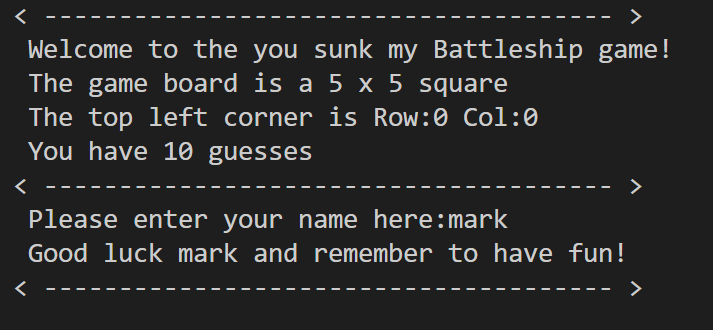 < -------------------------------------- >
Welcome to the you sunk my Battleship game!
The game board is a 5 x 5 square
The top left corner is Row:0 Col:0
You have 10 guesses
< -------------------------------------- >
Please enter your name here:mark
Good luck mark and remember to have fun!
< -------------------------------------- >